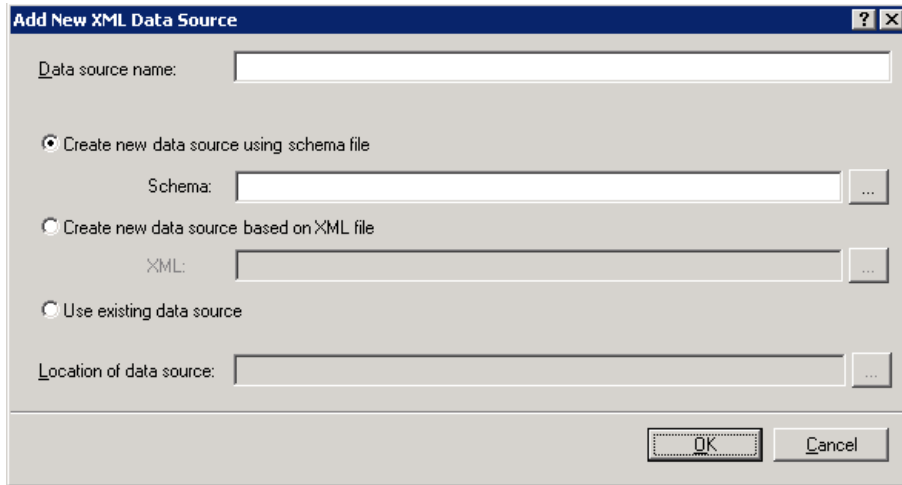 Add New XML Data Source
Data source name:
Create new data source using schema file
Schema:
...
Create new data source based on XML file
XML:
...
Use existing data source
Location of data source:
...
OK
Cancel